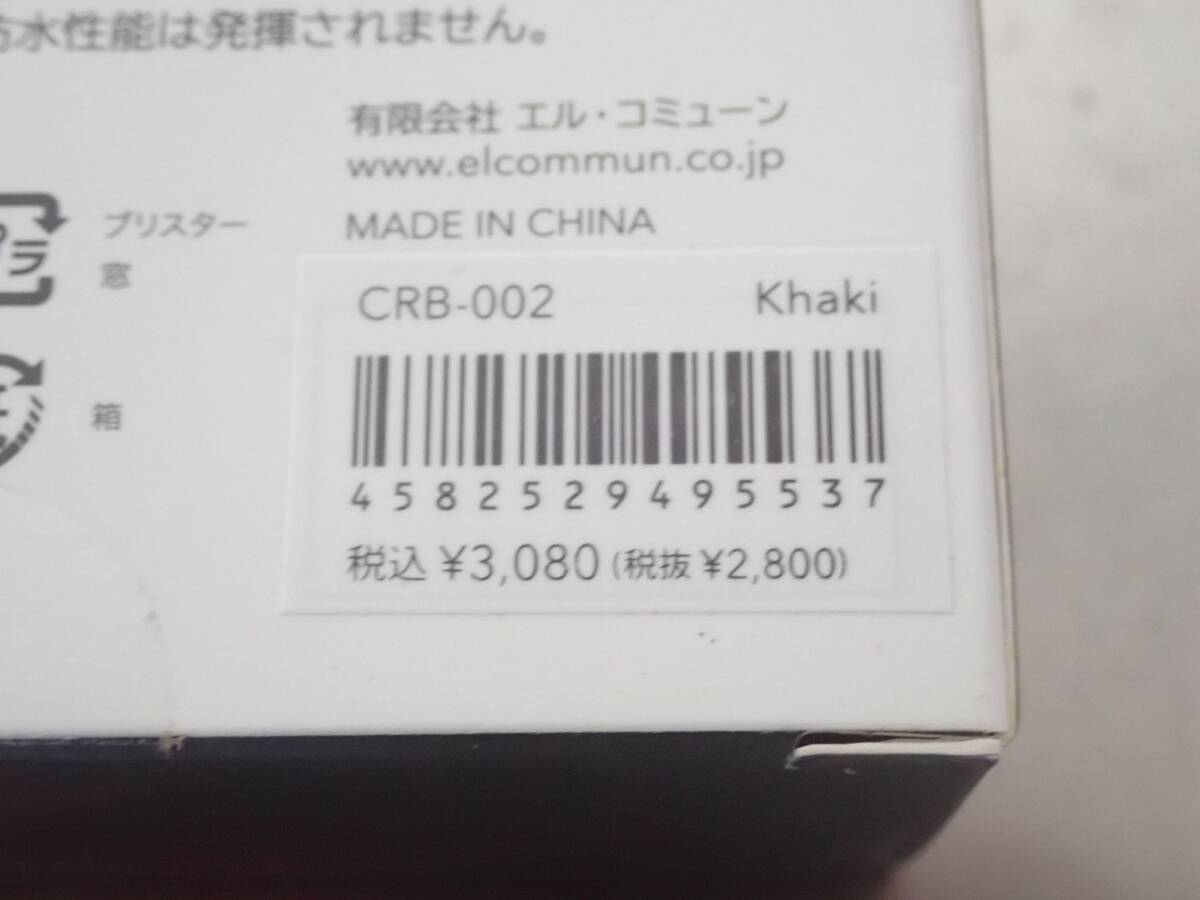 防水性能は発揮されません。
有限会社 エル・コミューン
www.elcommun.co.jp
MADE IN CHINA
プラ
ブリスター
窓
箱
CRB-002 Khaki
4582529495537
税込 ¥3,080 (税抜 ¥2,800)